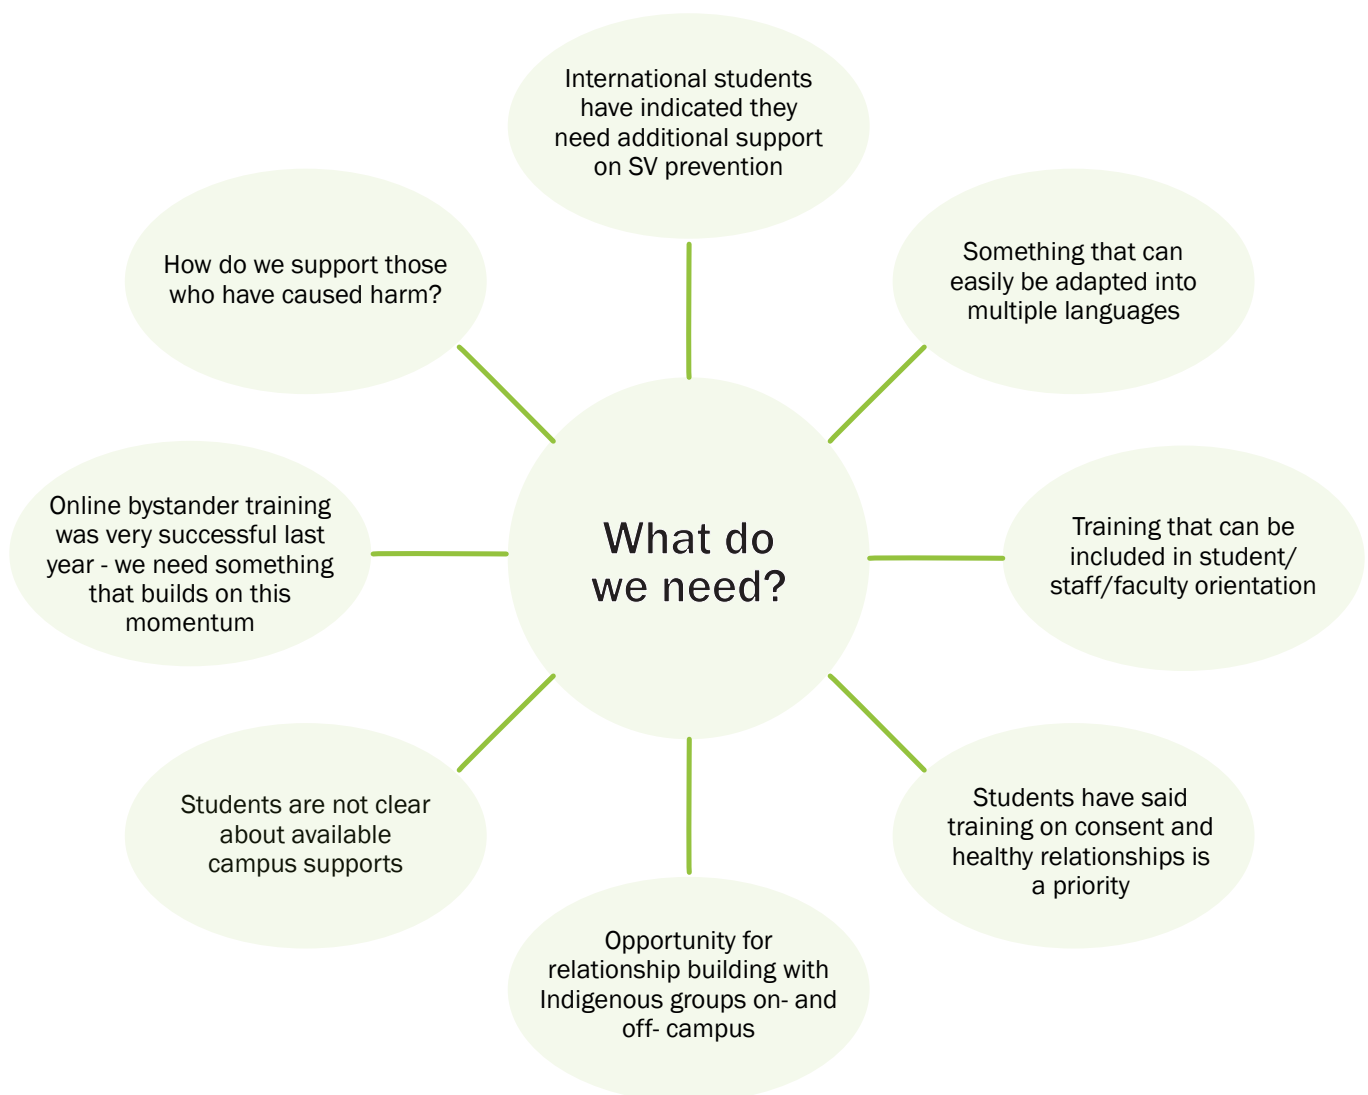 International students
have indicated they
need additional support
on SV prevention
Something that can
easily be adapted into
multiple languages
How do we support those
who have caused harm?
Online bystander training
was very successful last
year - we need something
that builds on this
momentum
What do
we need?
Training that can be
included in student/
staff/faculty orientation
Students are not clear
about available
campus supports
Students have said
training on consent and
healthy relationships is
a priority
Opportunity for
relationship building with
Indigenous groups on- and
off- campus